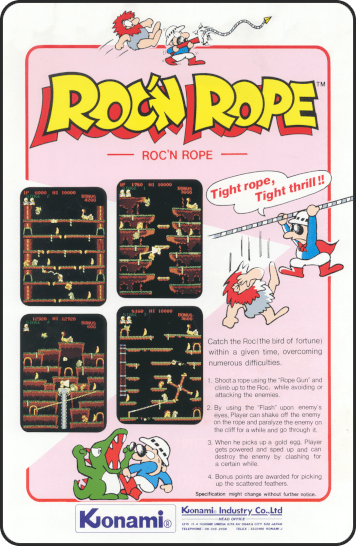 ROC'N ROPE™
ROC'N ROPE
Tight rope,
Tight thrill!!
Catch the Roc(the bird of fortune)
within a given time, overcoming
numerous difficulties.
1. Shoot a rope using the "Rope Gun" and
climb up to the Roc, while avoiding or
attacking the enemies.
2. By using the "Flash" upon enemy's
eyes, Player can shake off the enemy
on the rope and paralyze the enemy on
the cliff for a while and go through it.
3. When he picks up a gold egg, Player
gets powered and sped up and can
destroy the enemy by clashing for
a certain while.
4. Bonus points are awarded for picking
up the scattered feathers.
Specification might change without further notice.
Konami®
Konami Industry Co.,Ltd
HEAD OFFICE